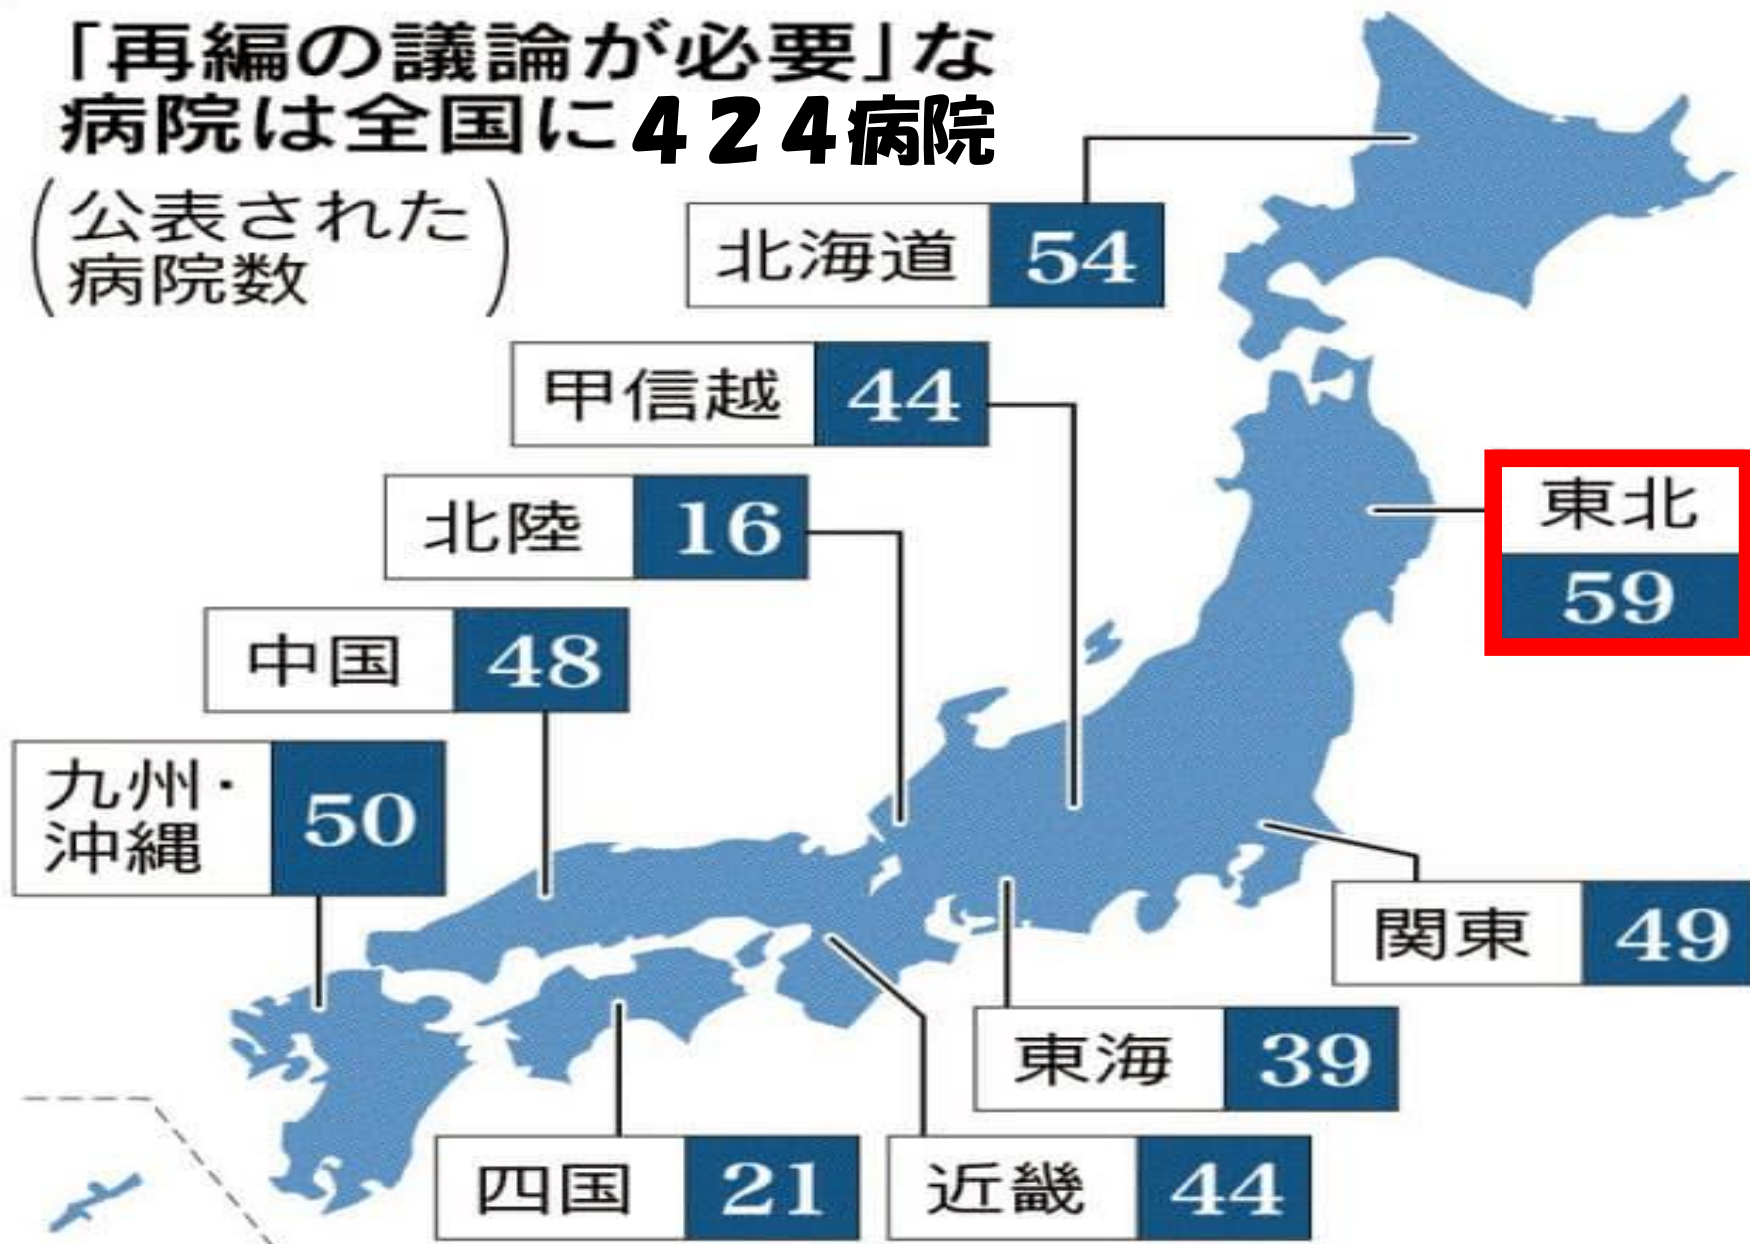 「再編の議論が必要」な
病院は全国に424病院
(公表された
病院数)
北海道 54
甲信越 44
北陸 16
東北
59
中国 48
九州・
沖縄
50
関東 49
東海 39
四国 21
近畿 44